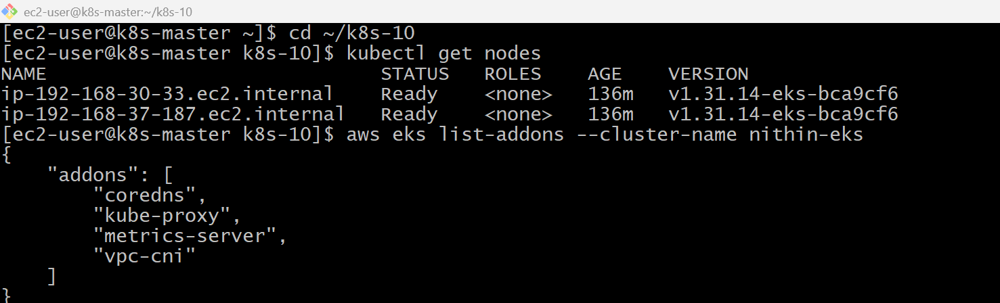 ec2-user@k8s-master:~/k8s-10
[ec2-user@k8s-master ~]$ cd ~/k8s-10
[ec2-user@k8s-master k8s-10]$ kubectl get nodes
NAME                             STATUS   ROLES    AGE    VERSION
ip-192-168-30-33.ec2.internal    Ready    <none>   136m   v1.31.14-eks-bca9cf6
ip-192-168-37-187.ec2.internal   Ready    <none>   136m   v1.31.14-eks-bca9cf6
[ec2-user@k8s-master k8s-10]$ aws eks list-addons --cluster-name nithin-eks
{
    "addons": [
        "coredns",
        "kube-proxy",
        "metrics-server",
        "vpc-cni"
    ]
}